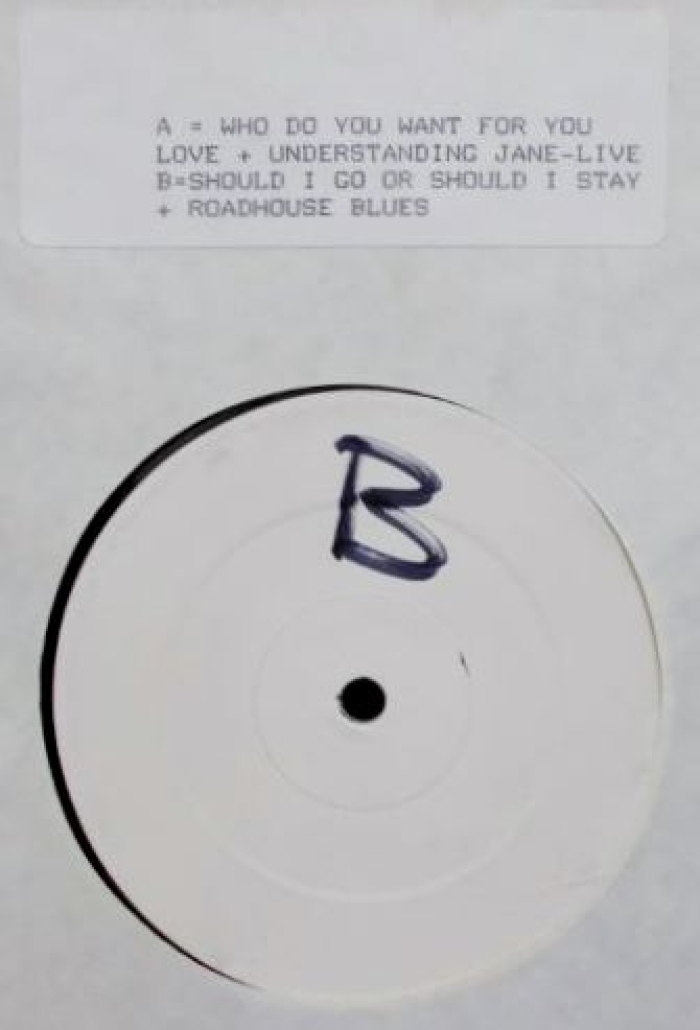 A = WHO DO YOU WANT FOR YOU
LOVE + UNDERSTANDING JANE-LIVE
B=SHOULD I GO OR SHOULD I STAY
+ ROADHOUSE BLUES
B